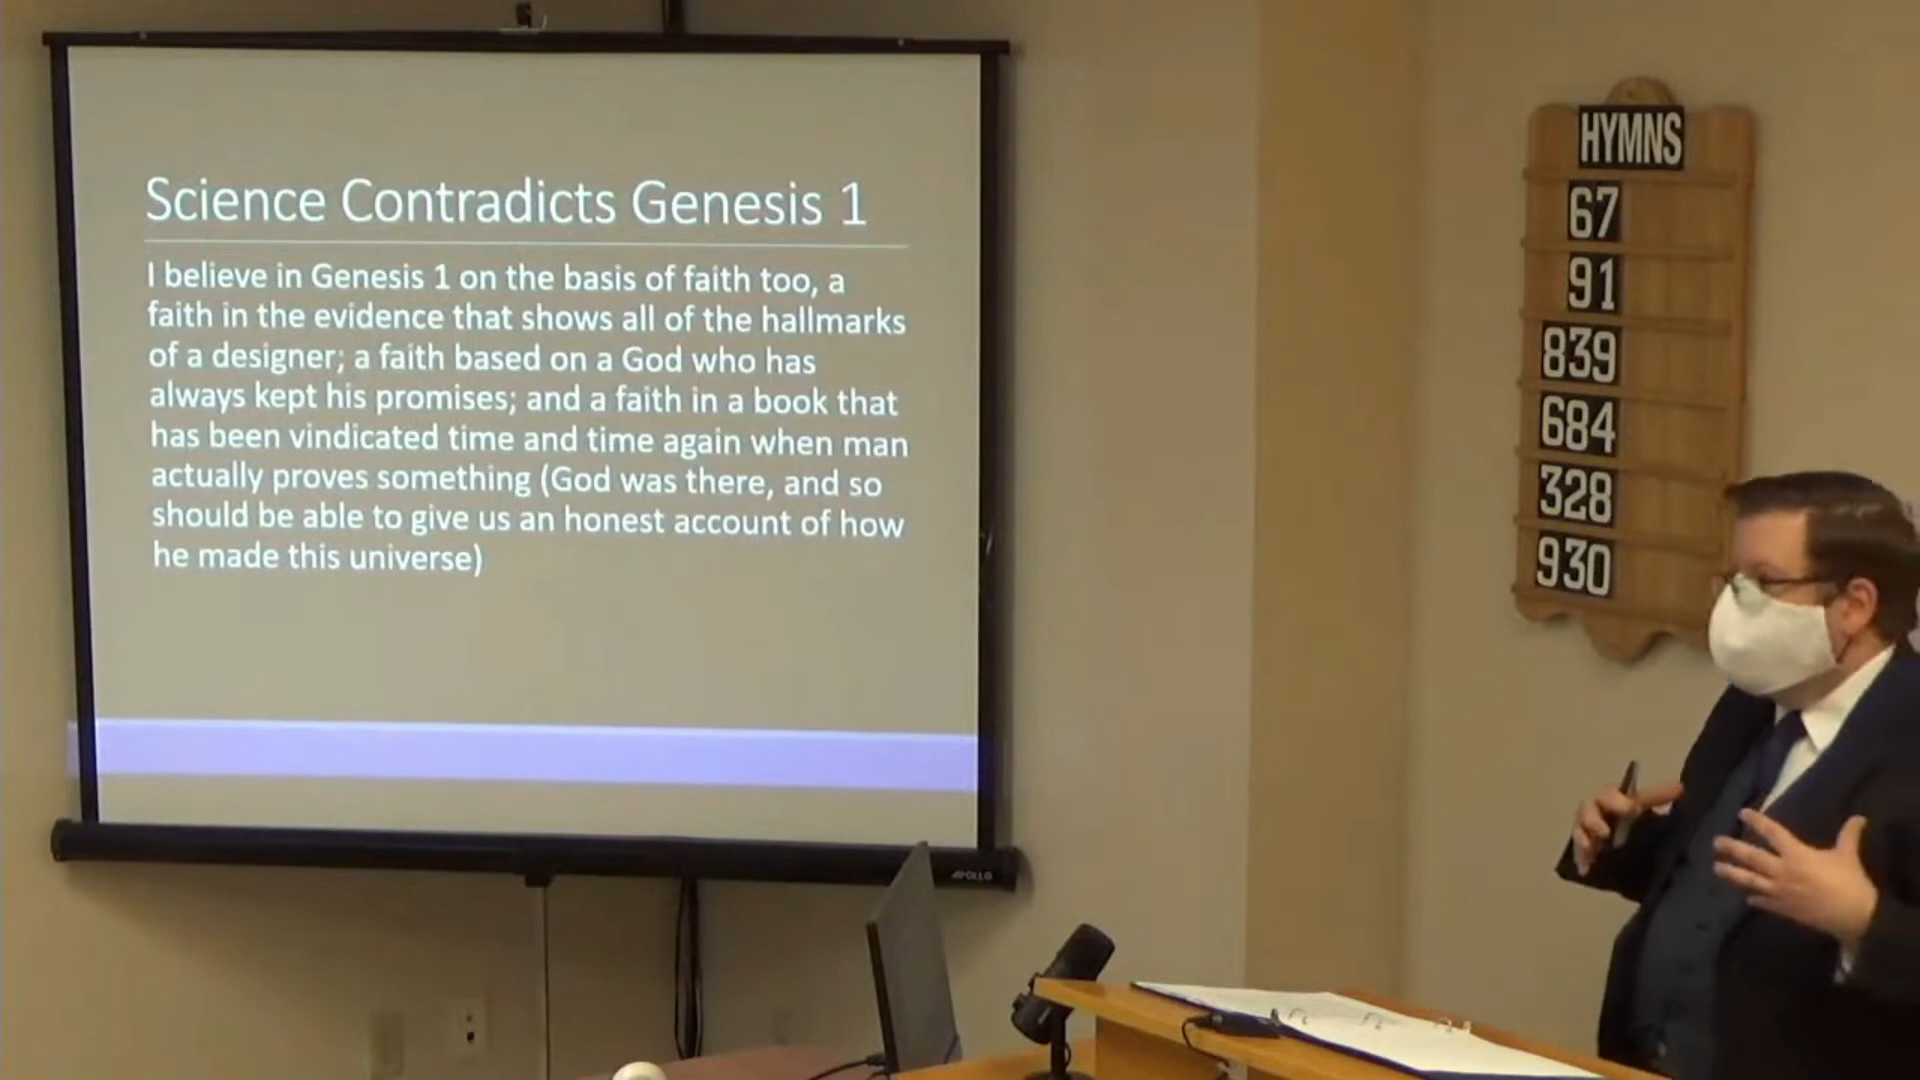 Science Contradicts Genesis 1
I believe in Genesis 1 on the basis of faith too, a
faith in the evidence that shows all of the hallmarks
of a designer; a faith based on a God who has
always kept his promises; and a faith in a book that
has been vindicated time and time again when man
actually proves something (God was there, and so
should be able to give us an honest account of how
he made this universe)
APOLLO
HYMNS
67
91
839
684
328
930